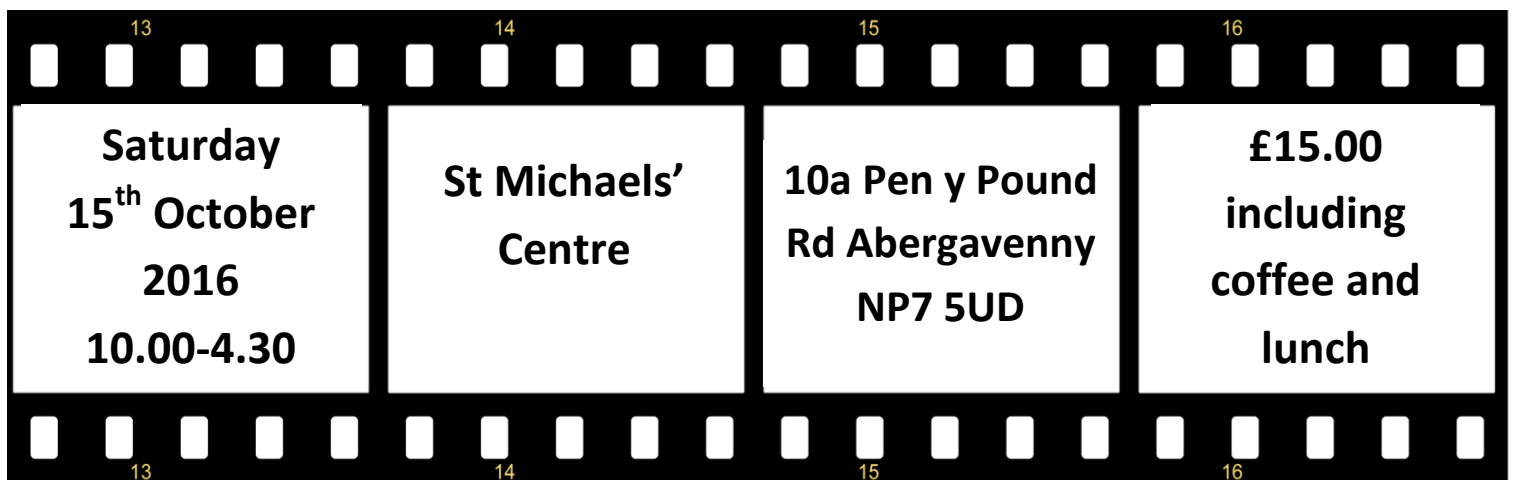 13 14 15 16
Saturday
15th October
2016
10.00-4.30
St Michaels’
Centre
10a Pen y Pound
Rd Abergavenny
NP7 5UD
£15.00
including
coffee and
lunch
13 14 15 16